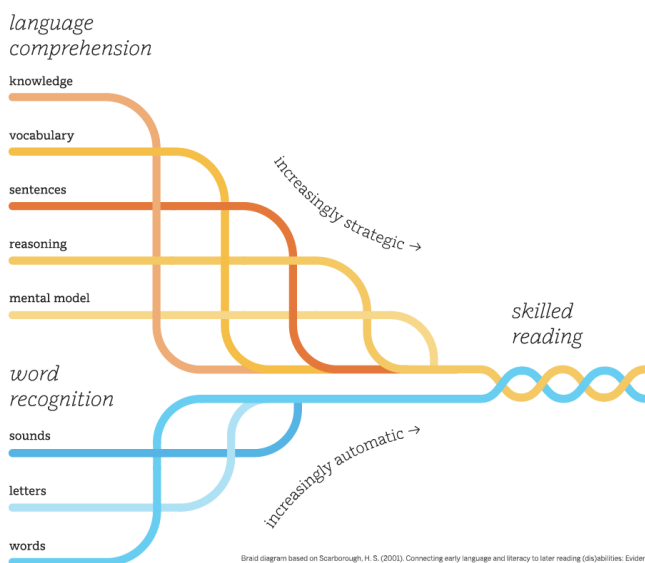 language
comprehension
knowledge
vocabulary
sentences
reasoning
mental model
increasingly strategic →
skilled
reading
word
recognition
sounds
letters
words
increasingly automatic →
Braid diagram based on Scarborough, H. S. (2001). Connecting early language and literacy to later reading (dis)abilities: